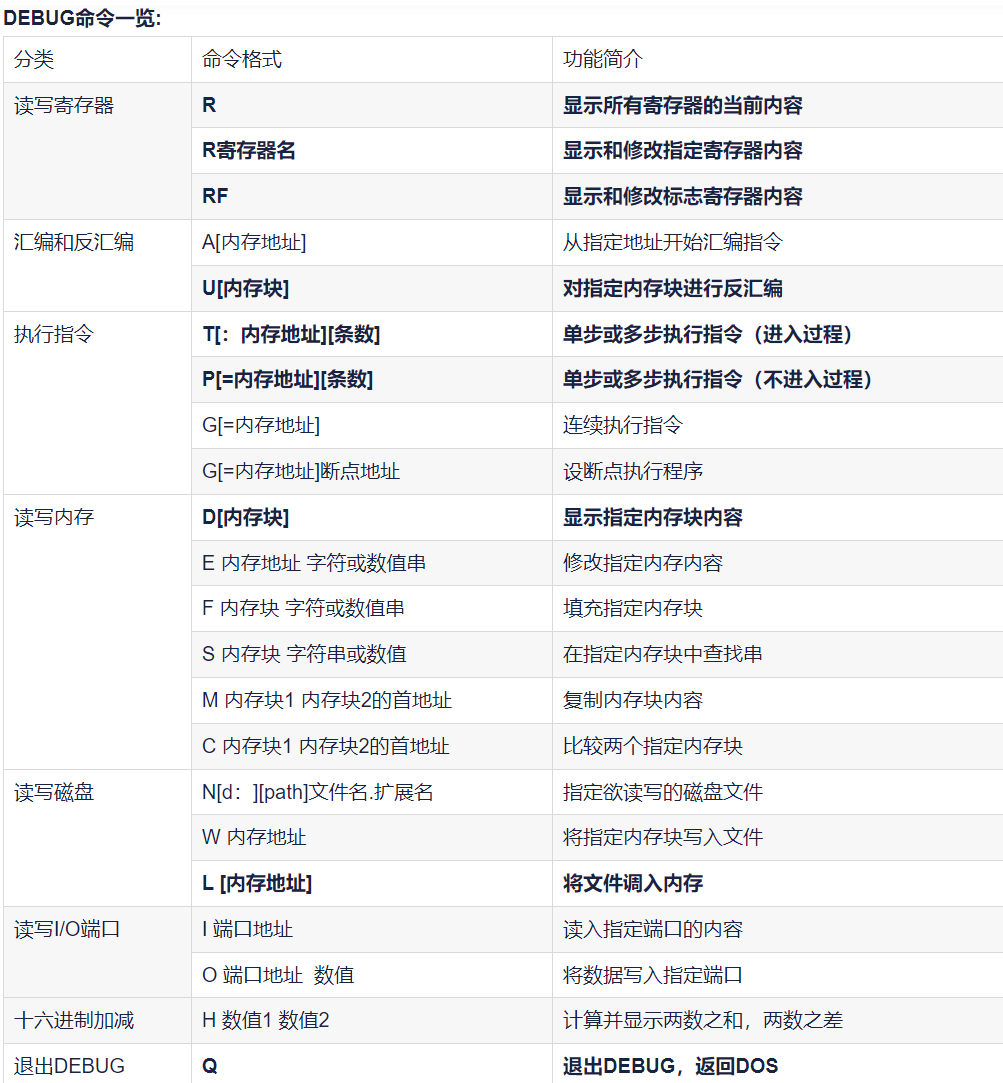 DEBUG命令一览:
分类 命令格式 功能简介
读写寄存器 R 显示所有寄存器的当前内容
R寄存器名 显示和修改指定寄存器内容
RF 显示和修改标志寄存器内容
汇编和反汇编 A[内存地址] 从指定地址开始汇编指令
U[内存块] 对指定内存块进行反汇编
执行指令 T[：内存地址][条数] 单步或多步执行指令（进入过程）
P[=内存地址][条数] 单步或多步执行指令（不进入过程）
G[=内存地址] 连续执行指令
G[=内存地址]断点地址 设断点执行程序
读写内存 D[内存块] 显示指定内存块内容
E 内存地址 字符或数值串 修改指定内存内容
F 内存块 字符或数值串 填充指定内存块
S 内存块 字符串或数值 在指定内存块中查找串
M 内存块1 内存块2的首地址 复制内存块内容
C 内存块1 内存块2的首地址 比较两个指定内存块
读写磁盘 N[d：][path]文件名.扩展名 指定欲读写的磁盘文件
W 内存地址 将指定内存块写入文件
L [内存地址] 将文件调入内存
读写I/O端口 I 端口地址 读入指定端口的内容
O 端口地址  数值 将数据写入指定端口
十六进制加减 H 数值1 数值2 计算并显示两数之和，两数之差
退出DEBUG Q 退出DEBUG，返回DOS